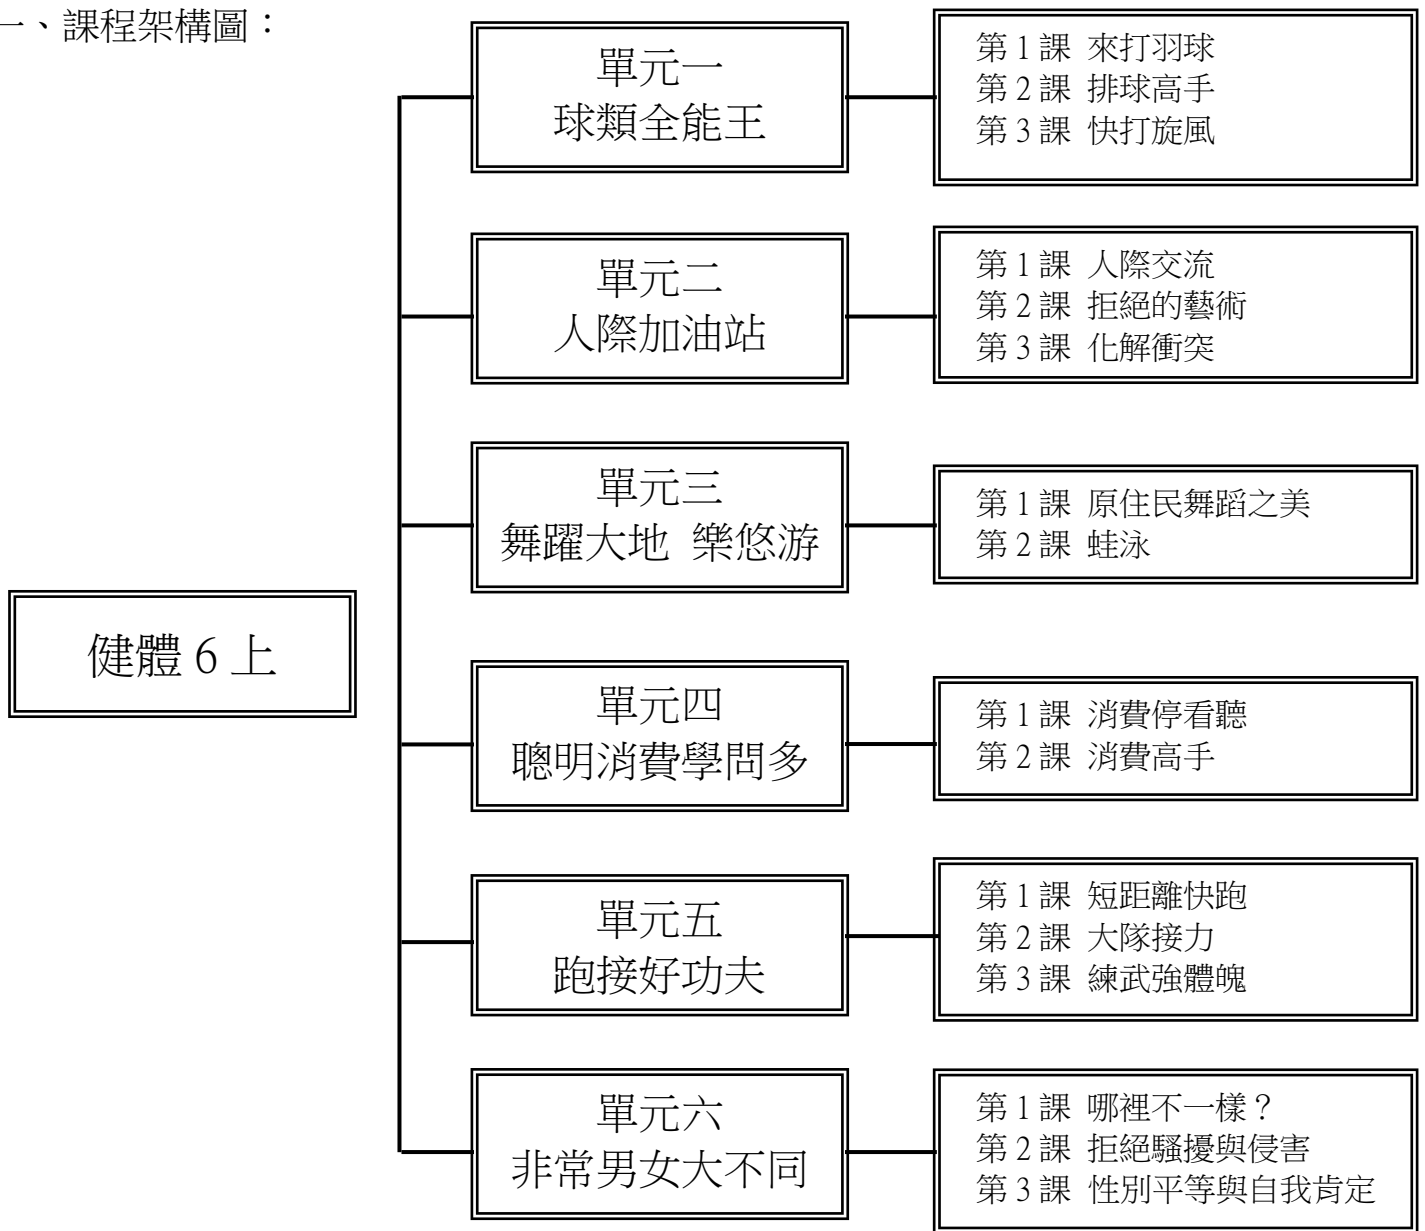 一、課程架構圖：
單元一
球類全能王
第 1 課 來打羽球
第 2 課 排球高手
第 3 課 快打旋風
單元二
人際加油站
第 1 課 人際交流
第 2 課 拒絕的藝術
第 3 課 化解衝突
單元三
舞躍大地 樂悠游
第 1 課 原住民舞蹈之美
第 2 課 蛙泳
健體 6 上
單元四
聰明消費學問多
第 1 課 消費停看聽
第 2 課 消費高手
單元五
跑接好功夫
第 1 課 短距離快跑
第 2 課 大隊接力
第 3 課 練武強體魄
單元六
非常男女大不同
第 1 課 哪裡不一樣？
第 2 課 拒絕騷擾與侵害
第 3 課 性別平等與自我肯定